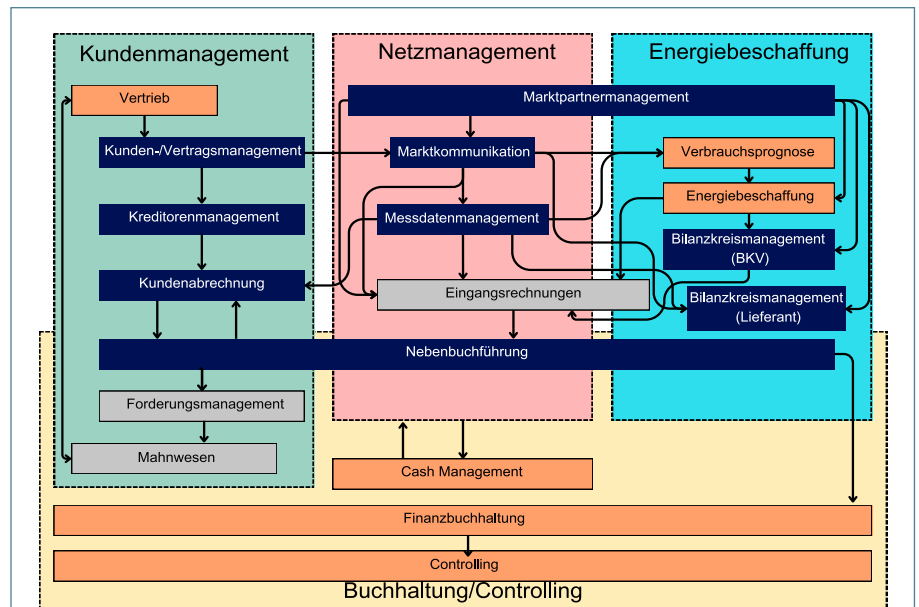 Kundenmanagement
Netzmanagement
Energiebeschaffung
Vertrieb
Marktpartnermanagement
Kunden-/Vertragsmanagement
Marktkommunikation
Verbrauchsprognose
Energiebeschaffung
Kreditorenmanagement
Messdatenmanagement
Bilanzkreismanagement
(BKV)
Kundenabrechnung
Eingangsrechnungen
Bilanzkreismanagement
(Lieferant)
Nebenbuchführung
Forderungsmanagement
Mahnwesen
Cash Management
Finanzbuchhaltung
Controlling
Buchhaltung/Controlling